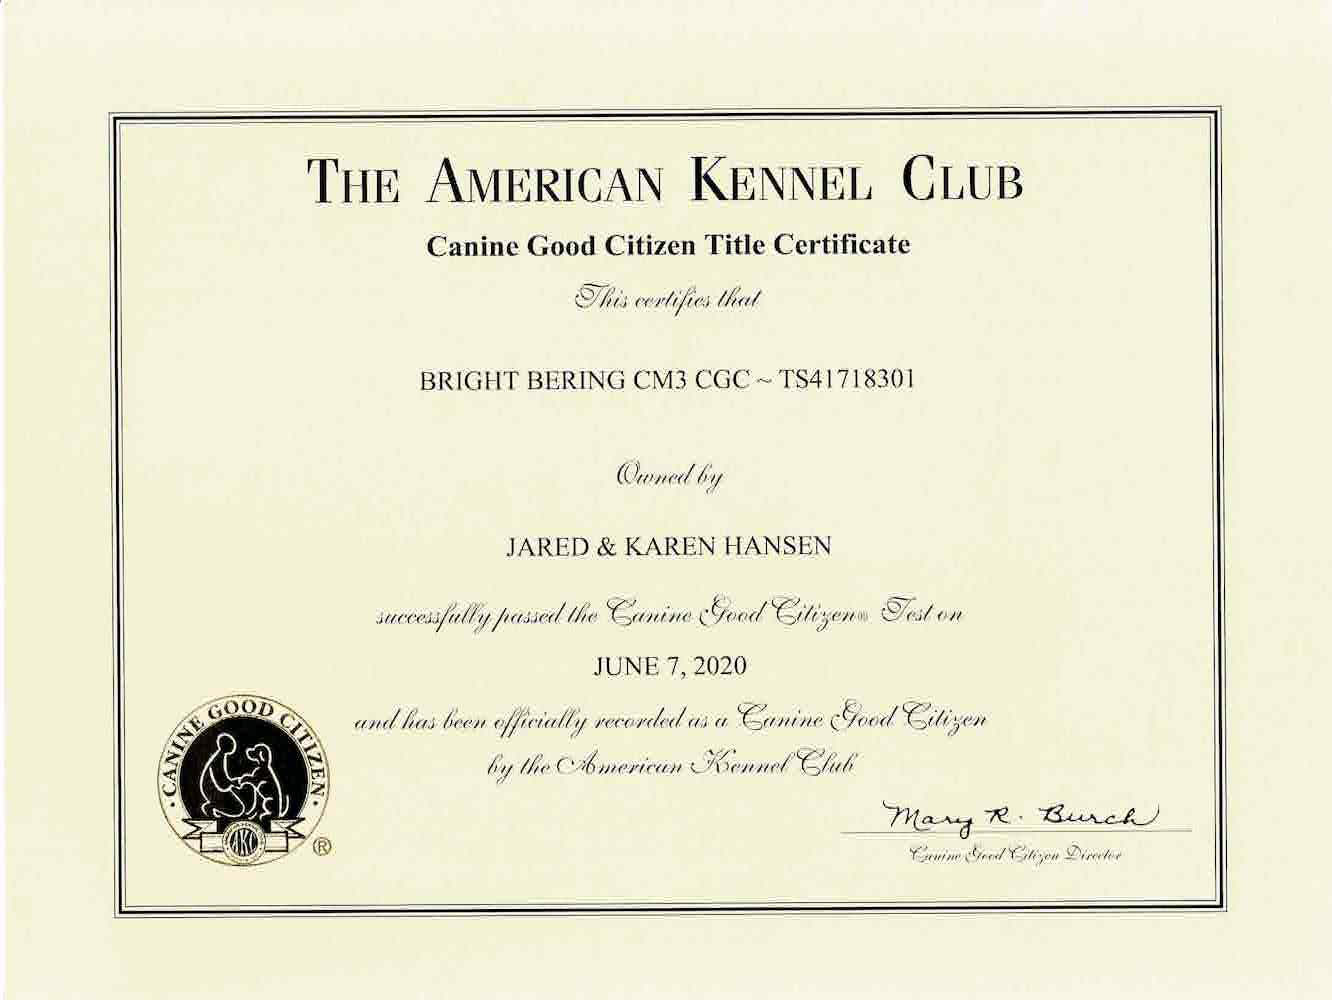 THE AMERICAN KENNEL CLUB
Canine Good Citizen Title Certificate
This certifies that
BRIGHT BERING CM3 CGC ~ TS41718301
Owned by
JARED & KAREN HANSEN
successfully passed the Canine Good Citizen® Test on
JUNE 7, 2020
and has been officially recorded as a Canine Good Citizen
by the American Kennel Club
· CANINE GOOD CITIZEN ·
AKC
®
Mary R. Burch
Canine Good Citizen Director